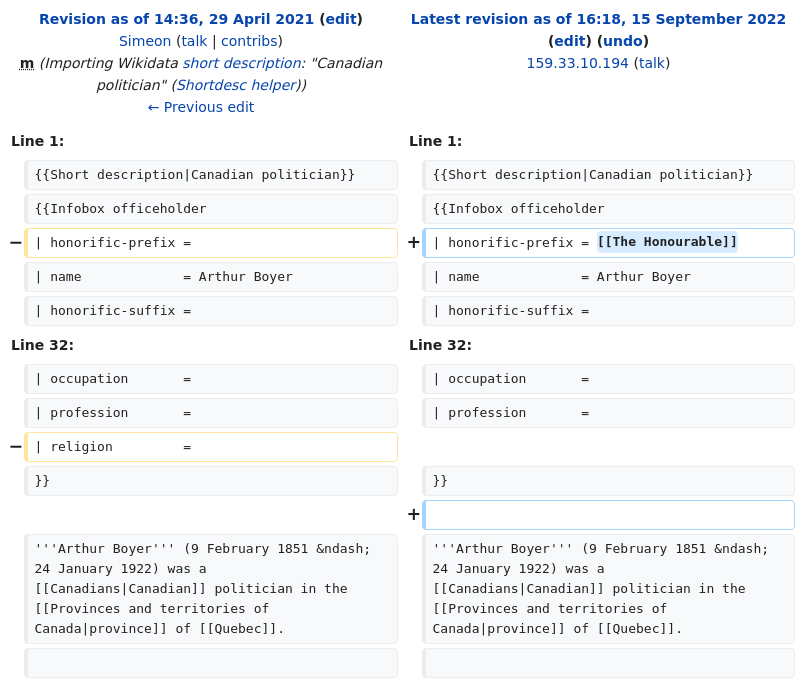 Revision as of 14:36, 29 April 2021 (edit)
Simeon (talk | contribs)
m (Importing Wikidata short description: "Canadian
politician" (Shortdesc helper))
← Previous edit
Latest revision as of 16:18, 15 September 2022
(edit) (undo)
159.33.10.194 (talk)
Line 1:
Line 1:
{{Short description|Canadian politician}}
{{Short description|Canadian politician}}
{{Infobox officeholder
{{Infobox officeholder
− | honorific-prefix =
+ | honorific-prefix = [[The Honourable]]
| name             = Arthur Boyer
| name             = Arthur Boyer
| honorific-suffix =
| honorific-suffix =
Line 32:
Line 32:
| occupation       =
| occupation       =
| profession       =
| profession       =
− | religion         =
}}
}}
+
'''Arthur Boyer''' (9 February 1851 &ndash;
24 January 1922) was a
[[Canadians|Canadian]] politician in the
[[Provinces and territories of
Canada|province]] of [[Quebec]].
'''Arthur Boyer''' (9 February 1851 &ndash;
24 January 1922) was a
[[Canadians|Canadian]] politician in the
[[Provinces and territories of
Canada|province]] of [[Quebec]].